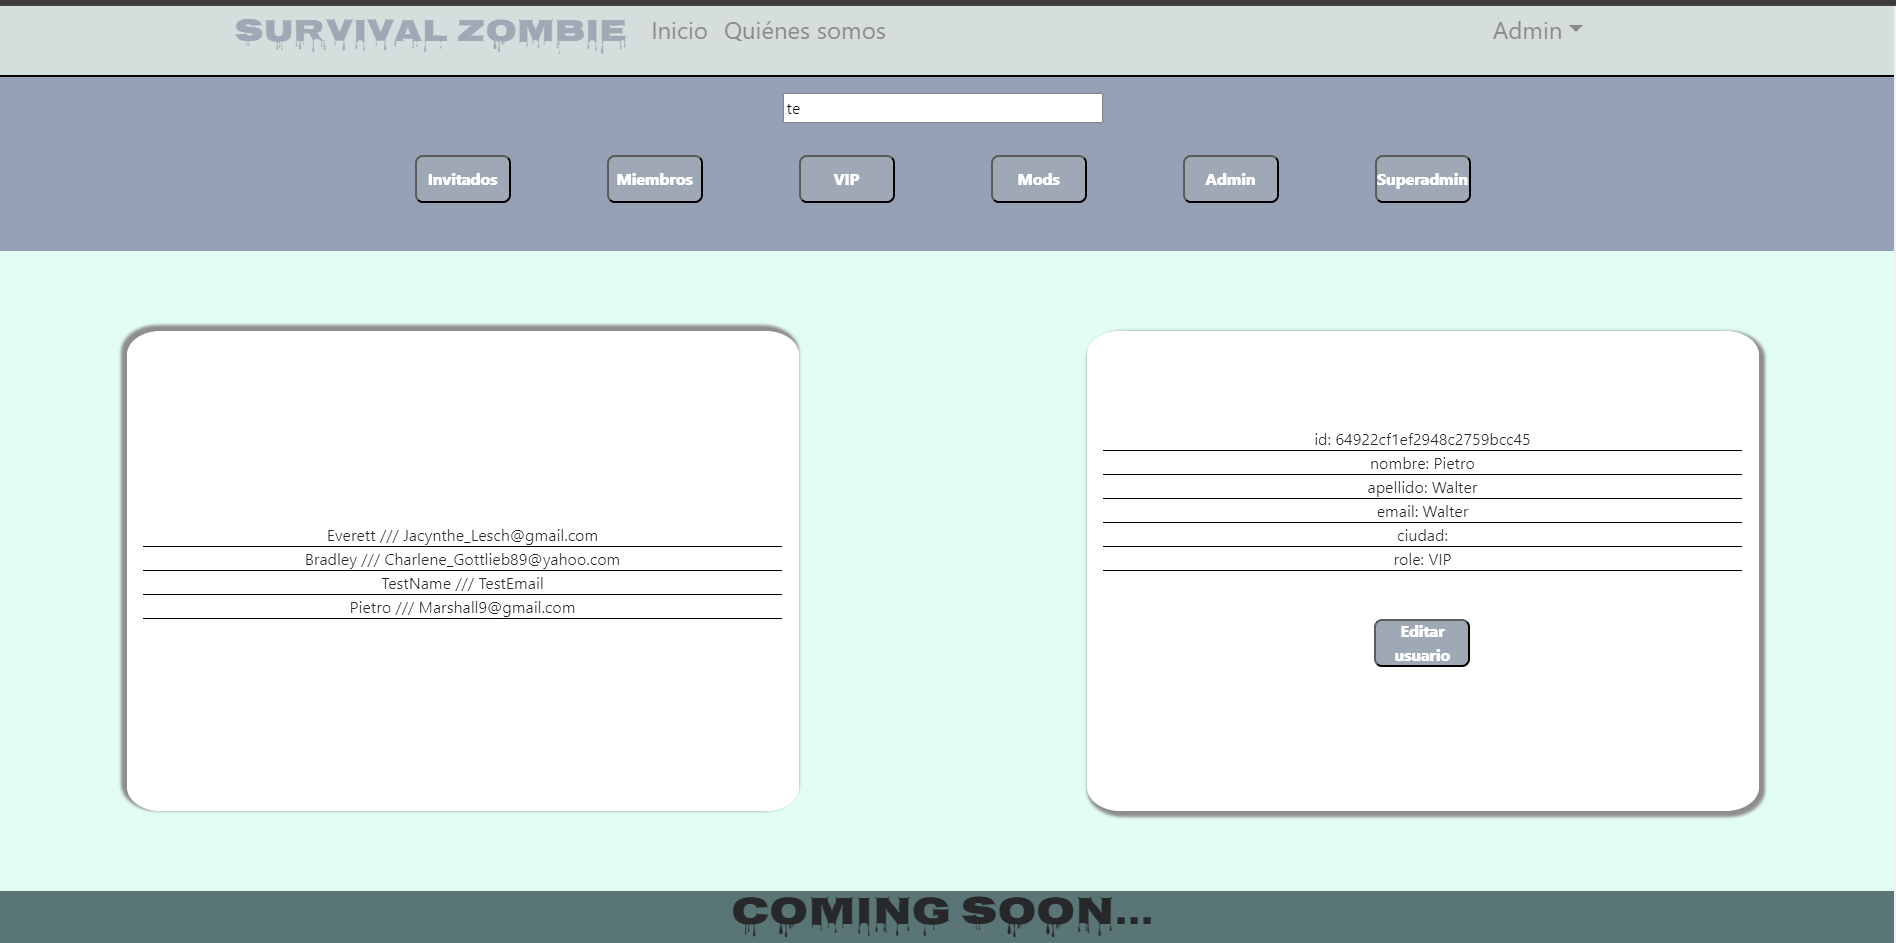 SURVIVAL ZOMBIE Inicio Quiénes somos Admin
te
Invitados Miembros VIP Mods Admin Superadmin
Everett /// Jacynthe_Lesch@gmail.com
Bradley /// Charlene_Gottlieb89@yahoo.com
TestName /// TestEmail
Pietro /// Marshall9@gmail.com
id: 64922cf1ef2948c2759bcc45
nombre: Pietro
apellido: Walter
email: Walter
ciudad:
role: VIP
Editar
usuario
COMING SOON...